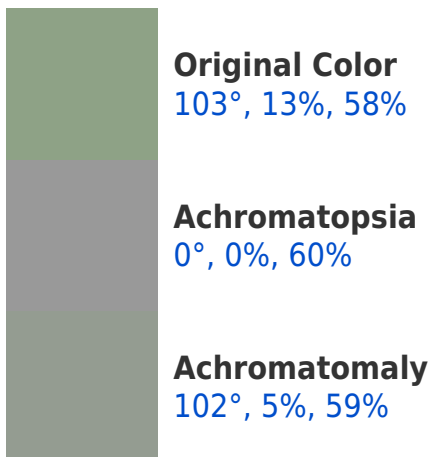 Original Color
103°, 13%, 58%
Achromatopsia
0°, 0%, 60%
Achromatomaly
102°, 5%, 59%